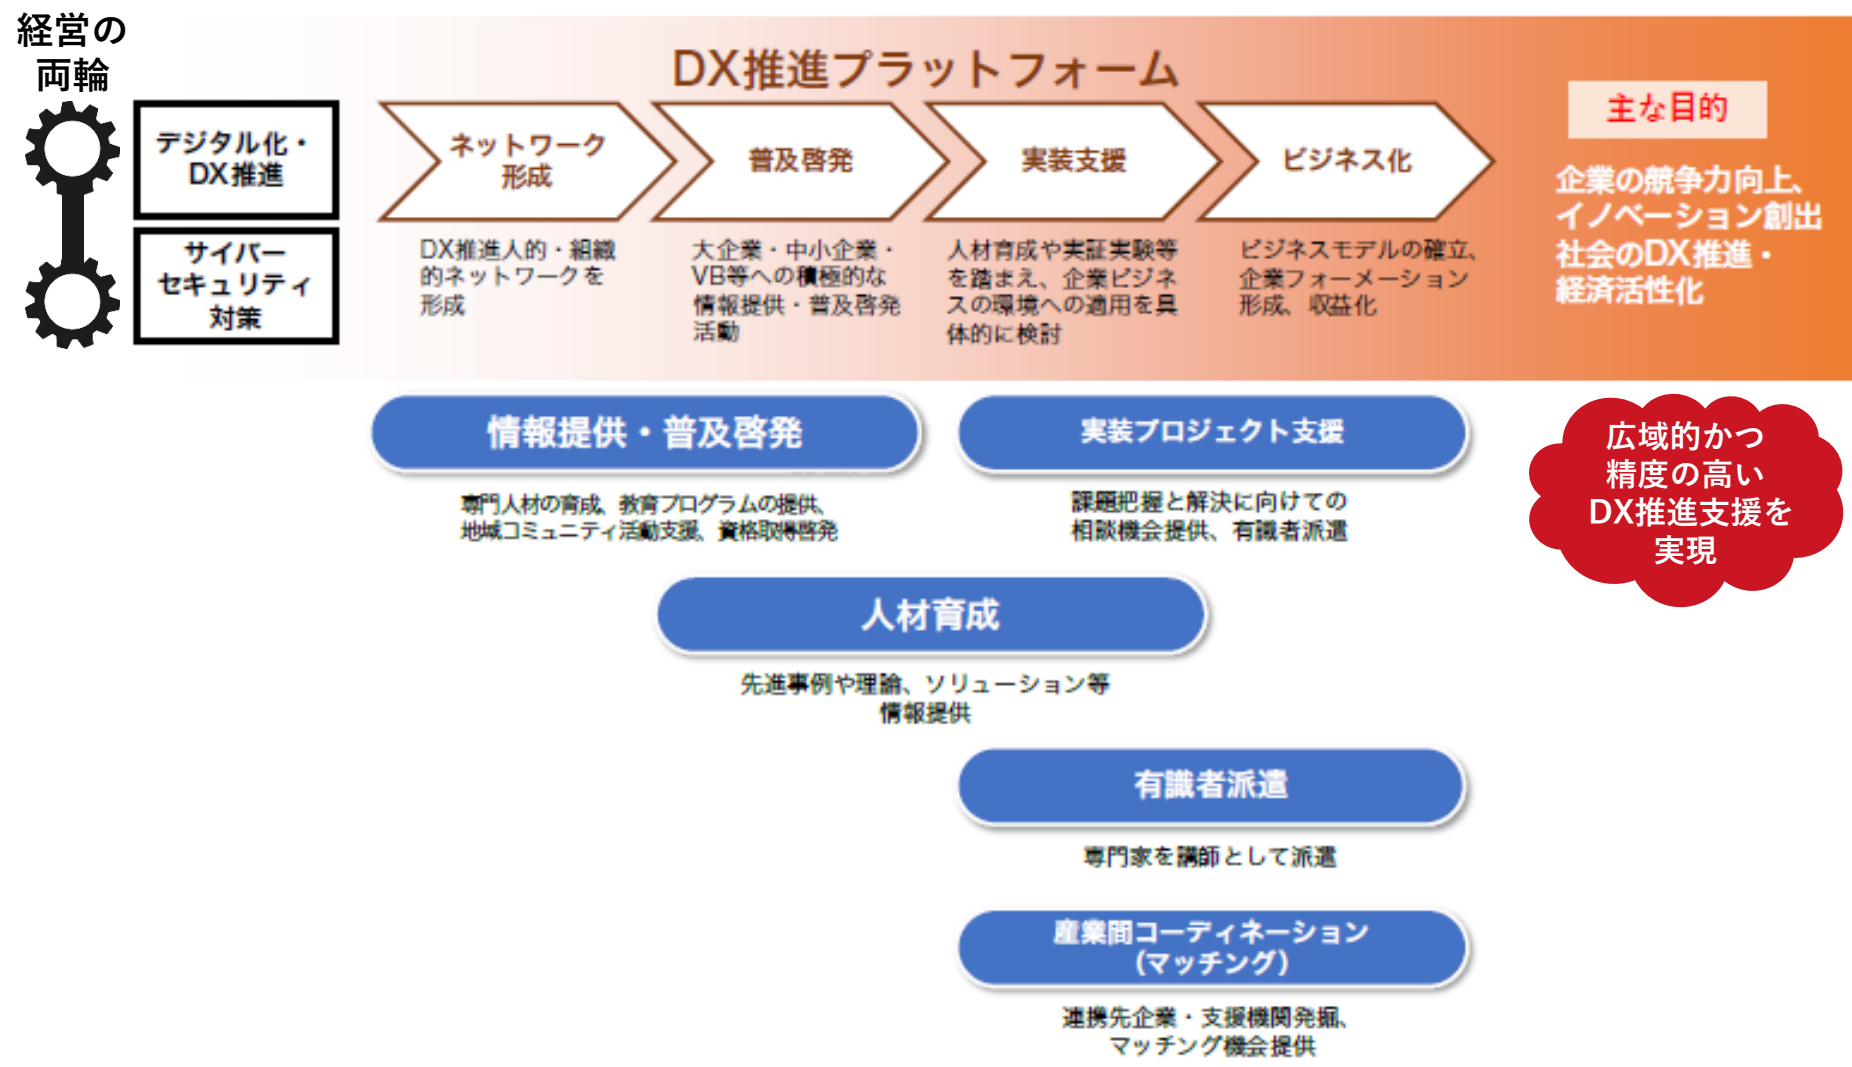 経営の
両輪
デジタル化・
DX推進
サイバー
セキュリティ
対策
DX推進プラットフォーム
ネットワーク
形成
普及啓発
実装支援
ビジネス化
DX推進人的・組織
的ネットワークを
形成
大企業・中小企業・
VB等への積極的な
情報提供・普及啓発
活動
人材育成や実証実験等
を踏まえ、企業ビジネ
スの環境への適用を具
体的に検討
ビジネスモデルの確立、
企業フォーメーション
形成、収益化
主な目的
企業の競争力向上、
イノベーション創出
社会のDX推進・
経済活性化
情報提供・普及啓発
専門人材の育成、教育プログラムの提供、
地域コミュニティ活動支援、資格取得啓発
実装プロジェクト支援
課題把握と解決に向けての
相談機会提供、有識者派遣
広域的かつ
精度の高い
DX推進支援を
実現
人材育成
先進事例や理論、ソリューション等
情報提供
有識者派遣
専門家を講師として派遣
産業間コーディネーション
（マッチング）
連携先企業・支援機関発掘、
マッチング機会提供